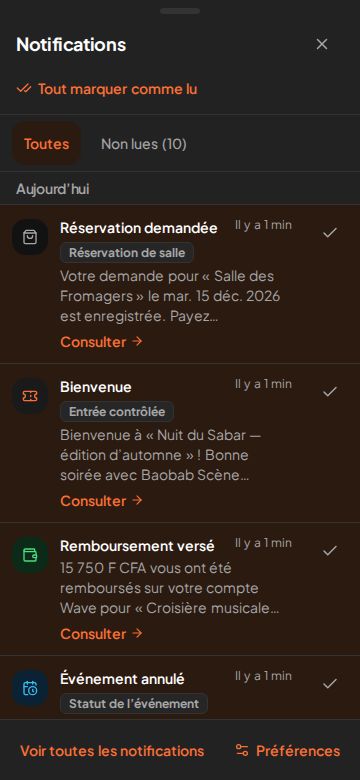 Notifications
Tout marquer comme lu
Toutes
Non lues (10)
Aujourd’hui
Réservation demandée
Il y a 1 min
Réservation de salle
Votre demande pour « Salle des
Fromagers » le mar. 15 déc. 2026
est enregistrée. Payez…
Consulter
Bienvenue
Il y a 1 min
Entrée contrôlée
Bienvenue à « Nuit du Sabar —
édition d’automne » ! Bonne
soirée avec Baobab Scène…
Consulter
Remboursement versé
Il y a 1 min
15 750 F CFA vous ont été
remboursés sur votre compte
Wave pour « Croisière musicale…
Consulter
Événement annulé
Il y a 1 min
Statut de l’événement
Voir toutes les notifications
Préférences